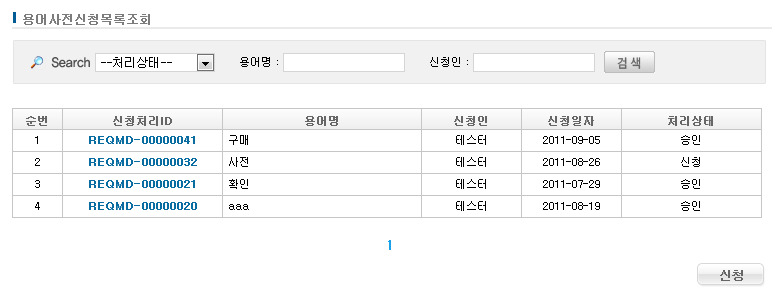 용어사전신청목록조회
Search --처리상태-- 용어명 : 신청인 : 검색
순번 신청처리ID 용어명 신청인 신청일자 처리상태
1 REQMD-00000041 구매 테스터 2011-09-05 승인
2 REQMD-00000032 사전 테스터 2011-08-26 신청
3 REQMD-00000021 확인 테스터 2011-07-29 승인
4 REQMD-00000020 aaa 테스터 2011-08-19 승인
1
신청